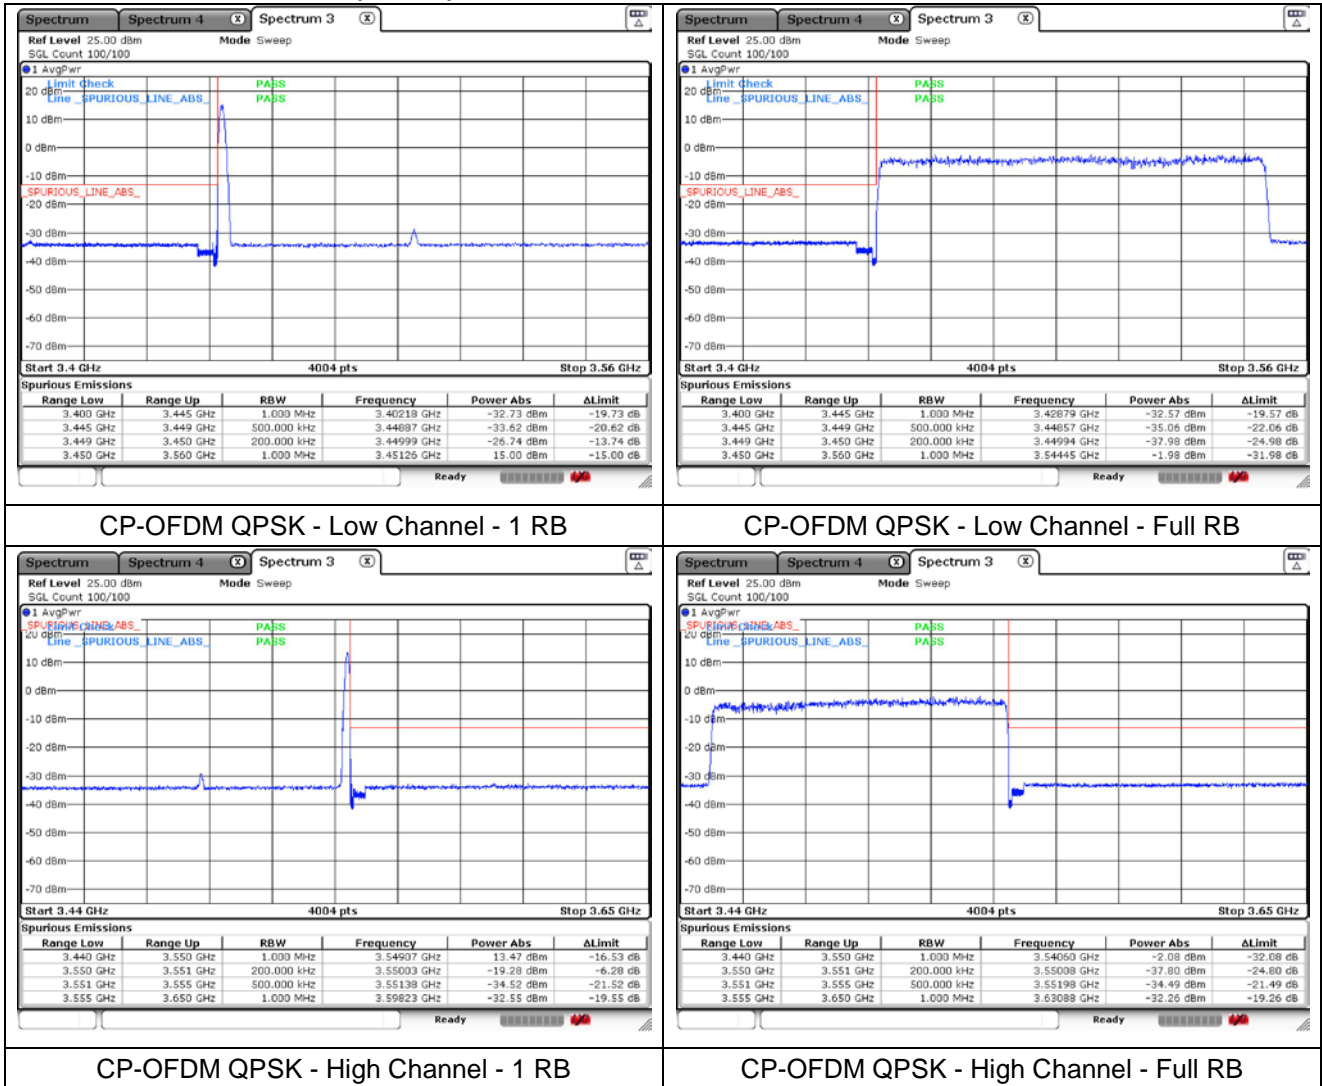 Spectrum Spectrum 4 Spectrum 3
Ref Level 25.00 dBm Mode Sweep
SGL Count 100/100
1 AvgPwr
Limit Check PASS
20 dBm
Line _SPURIOUS_LINE_ABS_ PASS
10 dBm
0 dBm
-10 dBm
_SPURIOUS_LINE_ABS_
-20 dBm
-30 dBm
-40 dBm
-50 dBm
-60 dBm
-70 dBm
Start 3.4 GHz 4004 pts Stop 3.56 GHz
Spurious Emissions
Range Low Range Up RBW Frequency Power Abs ΔLimit
3.400 GHz 3.445 GHz 1.000 MHz 3.40218 GHz -32.73 dBm -19.73 dB
3.445 GHz 3.449 GHz 500.000 kHz 3.44887 GHz -33.62 dBm -20.62 dB
3.449 GHz 3.450 GHz 200.000 kHz 3.44999 GHz -26.74 dBm -13.74 dB
3.450 GHz 3.560 GHz 1.000 MHz 3.45126 GHz 15.00 dBm -15.00 dB
Ready
CP-OFDM QPSK - Low Channel - 1 RB
Spectrum Spectrum 4 Spectrum 3
Ref Level 25.00 dBm Mode Sweep
SGL Count 100/100
1 AvgPwr
Limit Check PASS
20 dBm
Line _SPURIOUS_LINE_ABS_ PASS
10 dBm
0 dBm
-10 dBm
_SPURIOUS_LINE_ABS_
-20 dBm
-30 dBm
-40 dBm
-50 dBm
-60 dBm
-70 dBm
Start 3.4 GHz 4004 pts Stop 3.56 GHz
Spurious Emissions
Range Low Range Up RBW Frequency Power Abs ΔLimit
3.400 GHz 3.445 GHz 1.000 MHz 3.42879 GHz -32.57 dBm -19.57 dB
3.445 GHz 3.449 GHz 500.000 kHz 3.44857 GHz -35.06 dBm -22.06 dB
3.449 GHz 3.450 GHz 200.000 kHz 3.44994 GHz -37.98 dBm -24.98 dB
3.450 GHz 3.560 GHz 1.000 MHz 3.54445 GHz -1.98 dBm -31.98 dB
Ready
CP-OFDM QPSK - Low Channel - Full RB
Spectrum Spectrum 4 Spectrum 3
Ref Level 25.00 dBm Mode Sweep
SGL Count 100/100
1 AvgPwr
_SPURIOUS_LINE_ABS_
Limit Check PASS
20 dBm
Line _SPURIOUS_LINE_ABS_ PASS
10 dBm
0 dBm
-10 dBm
-20 dBm
-30 dBm
-40 dBm
-50 dBm
-60 dBm
-70 dBm
Start 3.44 GHz 4004 pts Stop 3.65 GHz
Spurious Emissions
Range Low Range Up RBW Frequency Power Abs ΔLimit
3.440 GHz 3.550 GHz 1.000 MHz 3.54907 GHz 13.47 dBm -16.53 dB
3.550 GHz 3.551 GHz 200.000 kHz 3.55003 GHz -19.28 dBm -6.28 dB
3.551 GHz 3.555 GHz 500.000 kHz 3.55138 GHz -34.52 dBm -21.52 dB
3.555 GHz 3.650 GHz 1.000 MHz 3.59823 GHz -32.55 dBm -19.55 dB
Ready
CP-OFDM QPSK - High Channel - 1 RB
Spectrum Spectrum 4 Spectrum 3
Ref Level 25.00 dBm Mode Sweep
SGL Count 100/100
1 AvgPwr
_SPURIOUS_LINE_ABS_
Limit Check PASS
20 dBm
Line _SPURIOUS_LINE_ABS_ PASS
10 dBm
0 dBm
-10 dBm
-20 dBm
-30 dBm
-40 dBm
-50 dBm
-60 dBm
-70 dBm
Start 3.44 GHz 4004 pts Stop 3.65 GHz
Spurious Emissions
Range Low Range Up RBW Frequency Power Abs ΔLimit
3.440 GHz 3.550 GHz 1.000 MHz 3.54060 GHz -2.08 dBm -32.08 dB
3.550 GHz 3.551 GHz 200.000 kHz 3.55008 GHz -37.80 dBm -24.80 dB
3.551 GHz 3.555 GHz 500.000 kHz 3.55198 GHz -34.49 dBm -21.49 dB
3.555 GHz 3.650 GHz 1.000 MHz 3.63088 GHz -32.26 dBm -19.26 dB
Ready
CP-OFDM QPSK - High Channel - Full RB